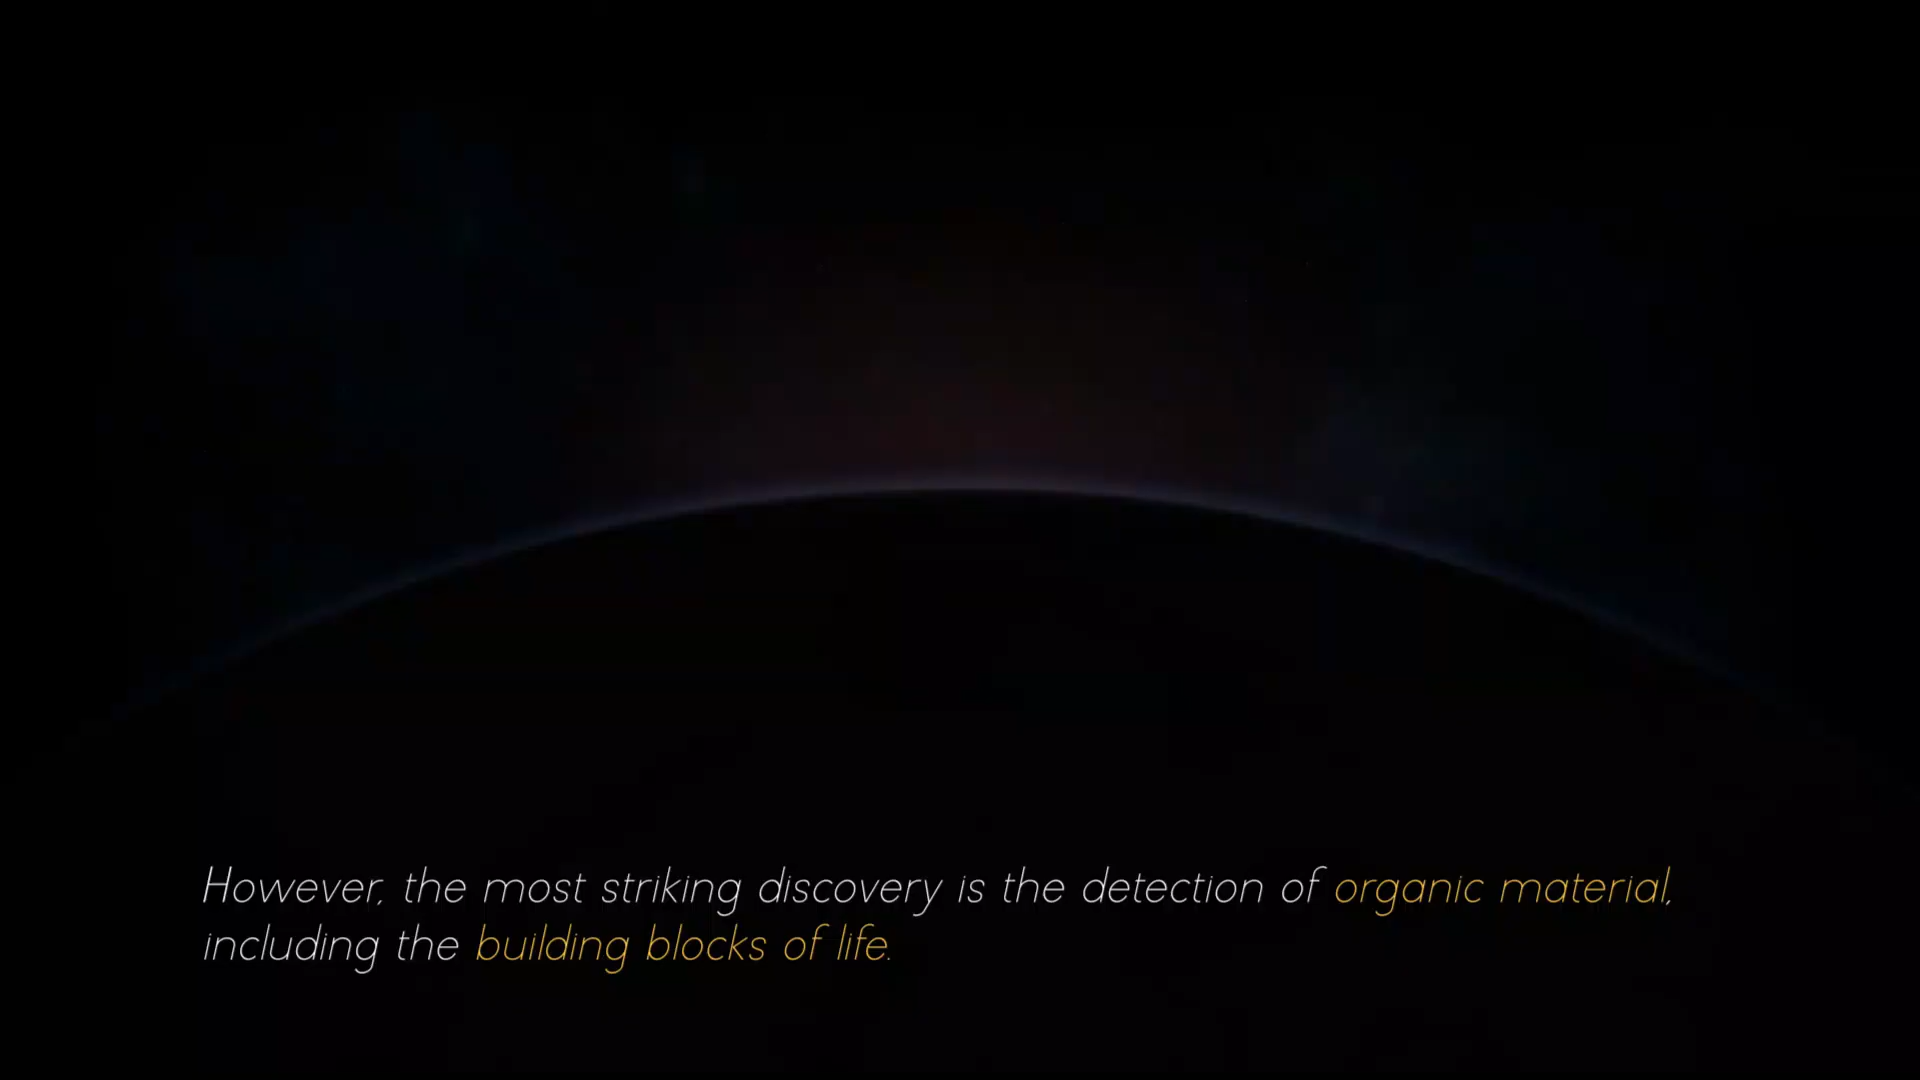 However, the most striking discovery is the detection of organic material,
including the building blocks of life.